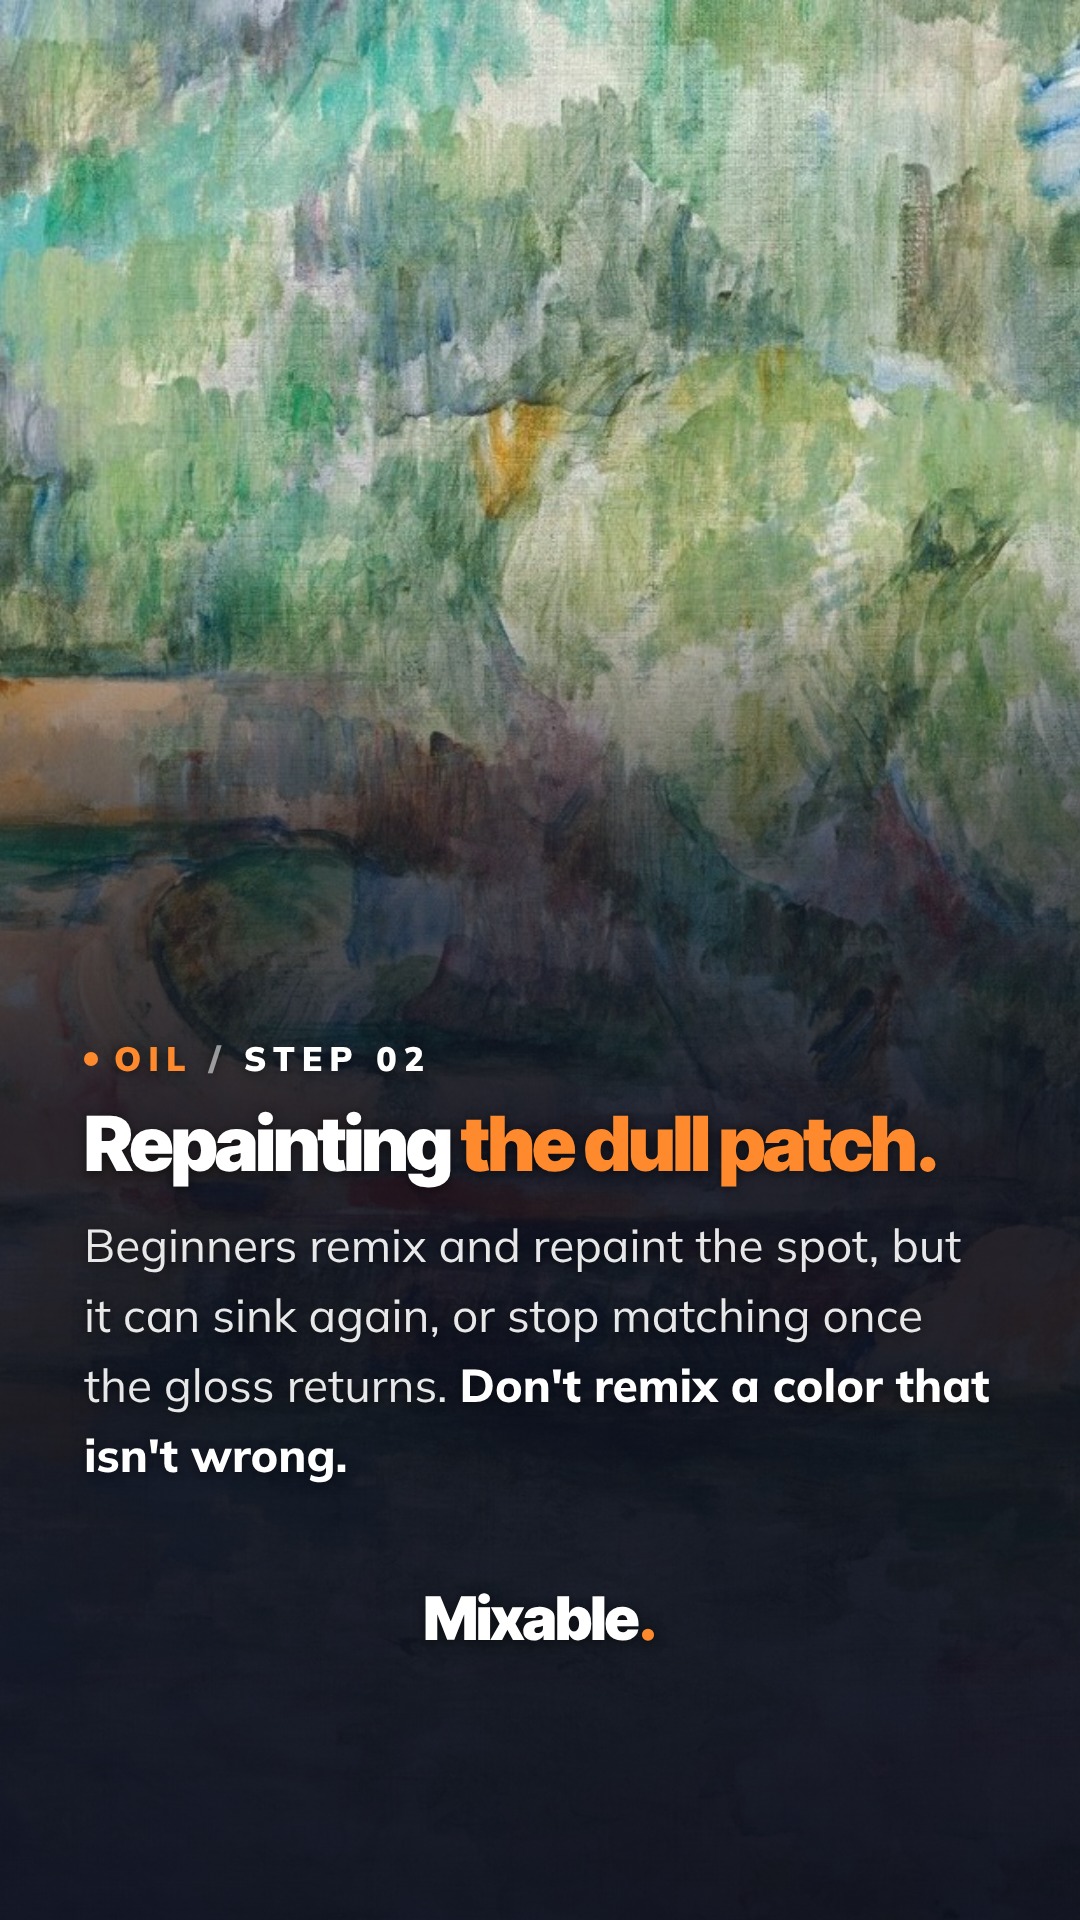 • OIL / STEP 02
Repainting the dull patch.
Beginners remix and repaint the spot, but
it can sink again, or stop matching once
the gloss returns. Don't remix a color that
isn't wrong.
Mixable.